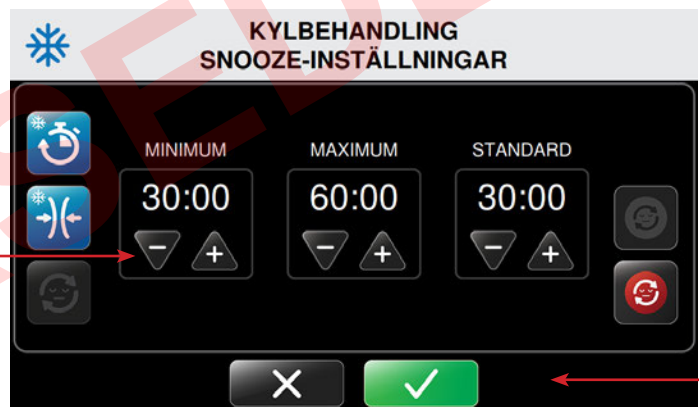 KYLBEHANDLING
SNOOZE-INSTÄLLNINGAR
MINIMUM MAXIMUM STANDARD
30:00 60:00 30:00